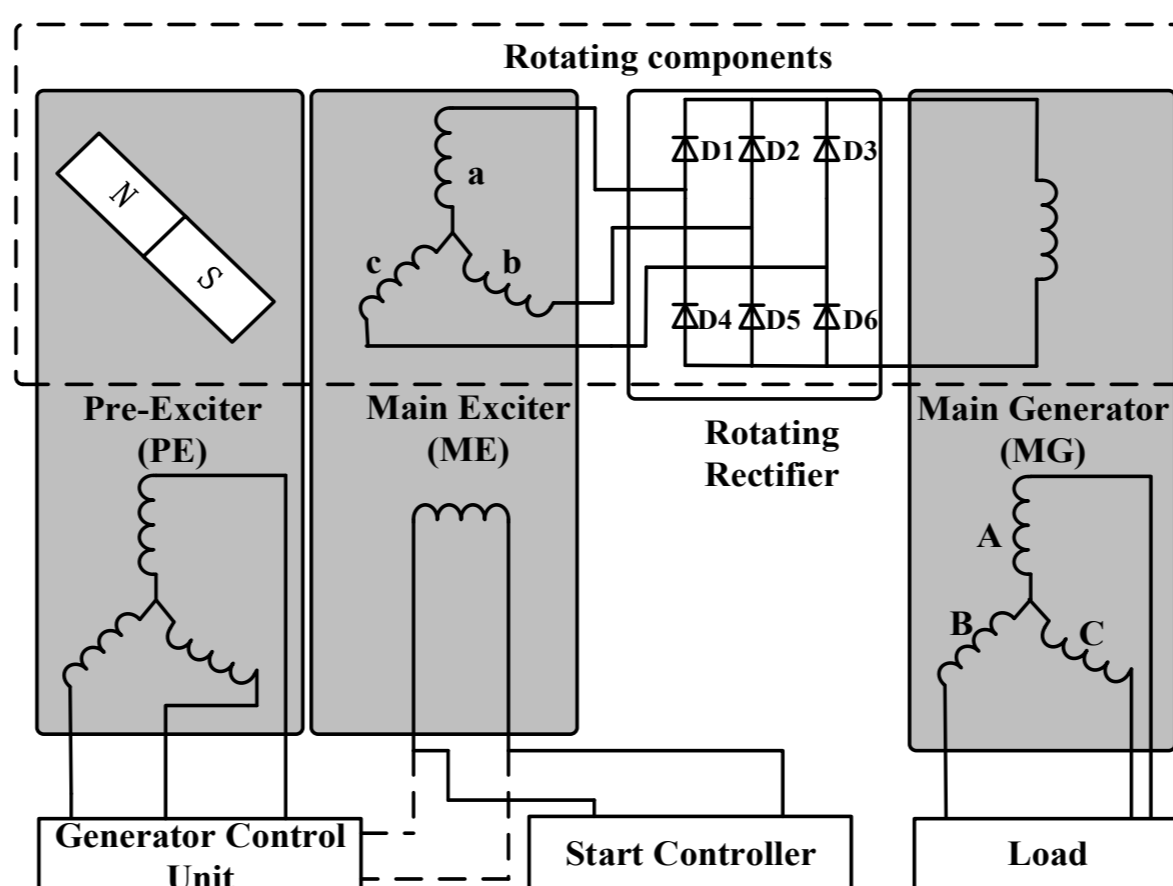 Rotating components
N
S
a
c
b
D1
D2
D3
D4
D5
D6
Pre-Exciter
(PE)
Main Exciter
(ME)
Rotating
Rectifier
Main Generator
(MG)
A
B
C
Generator Control
Unit
Start Controller
Load